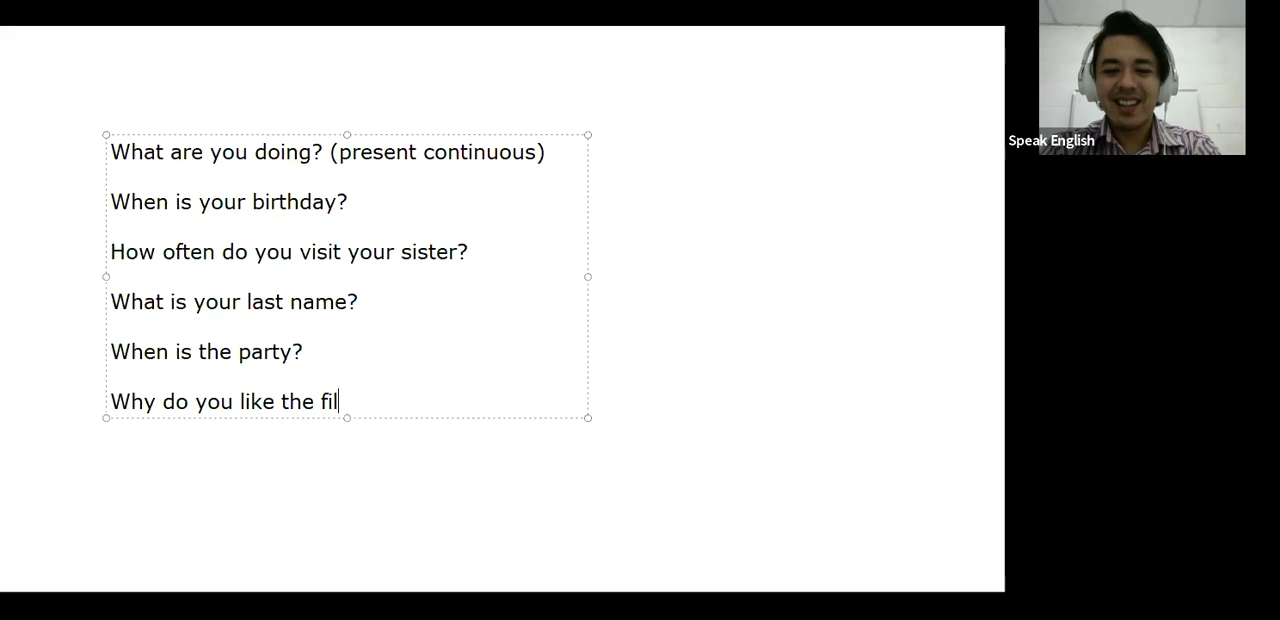 What are you doing? (present continuous)
When is your birthday?
How often do you visit your sister?
What is your last name?
When is the party?
Why do you like the fil
Speak English